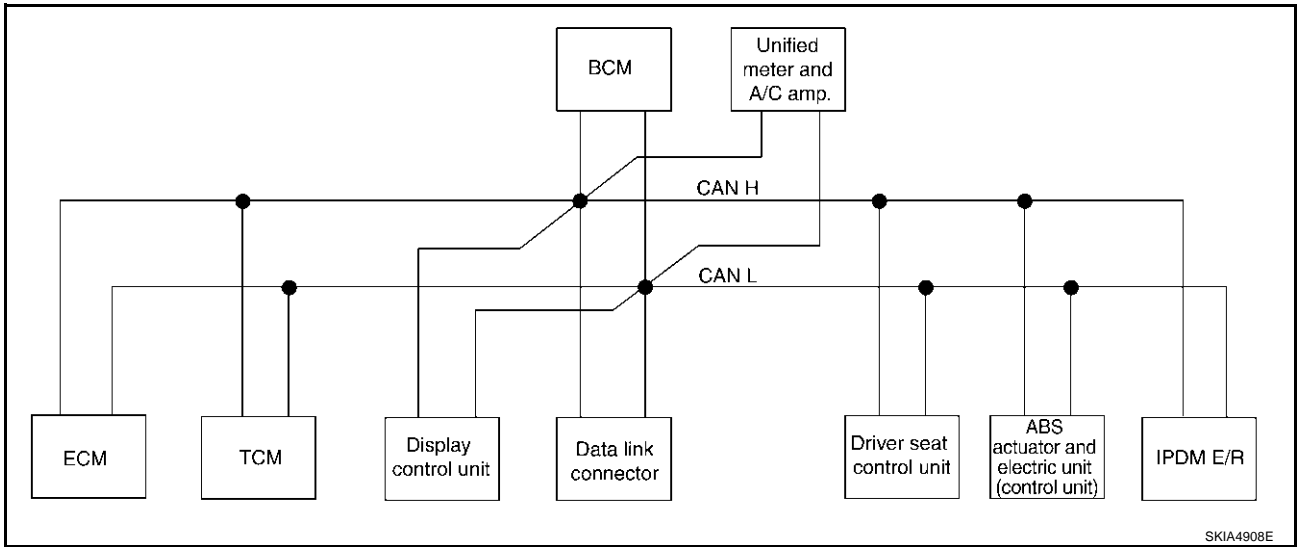 BCM
Unified
meter and
A/C amp.
CAN H
CAN L
ECM
TCM
Display
control unit
Data link
connector
Driver seat
control unit
ABS
actuator and
electric unit
(control unit)
IPDM E/R
SKIA4908E